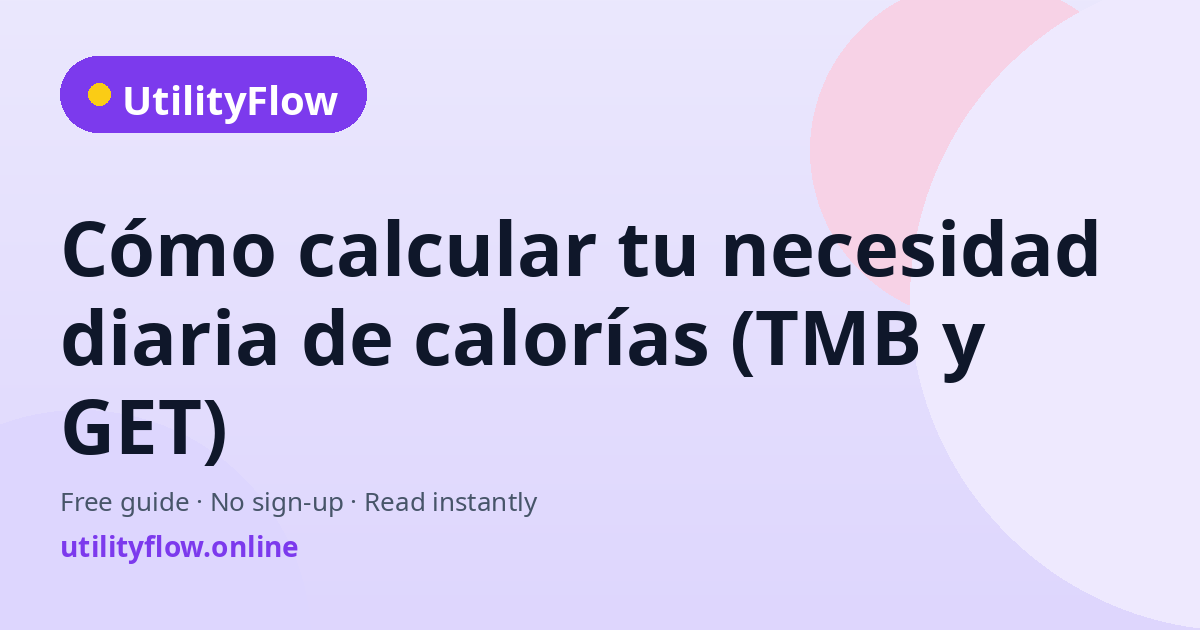 UtilityFlow
Cómo calcular tu necesidad
diaria de calorías (TMB y
GET)
Free guide · No sign-up · Read instantly
utilityflow.online